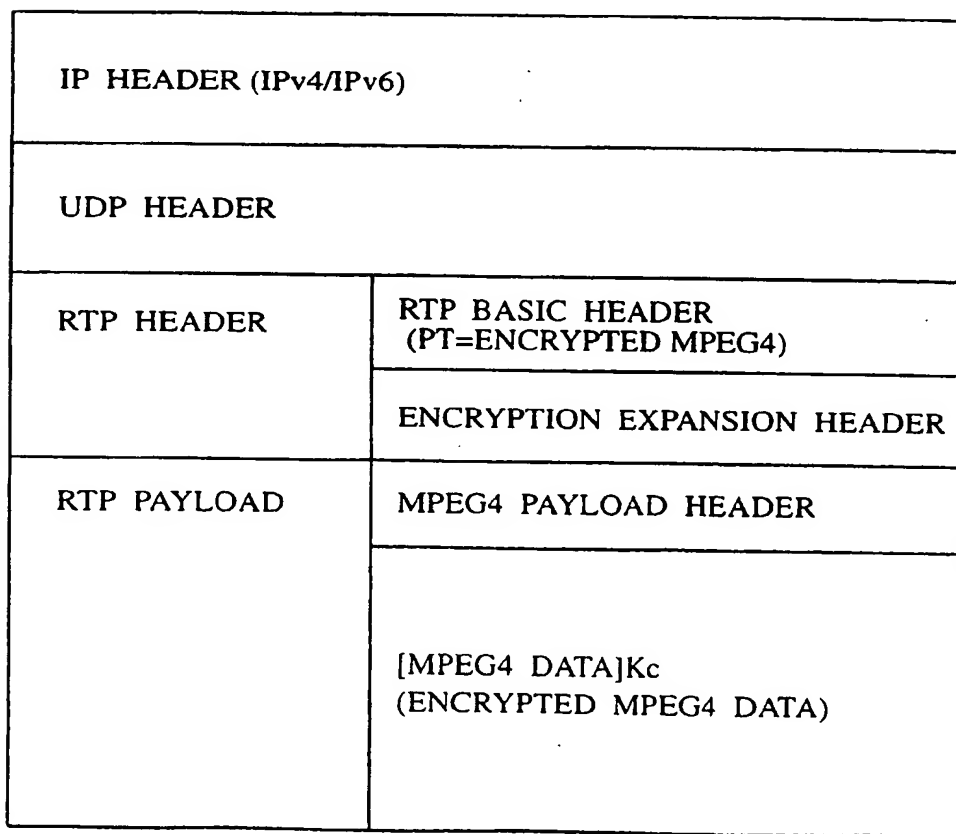 IP HEADER (IPv4/IPv6)
UDP HEADER
RTP HEADER
RTP BASIC HEADER
(PT=ENCRYPTED MPEG4)
ENCRYPTION EXPANSION HEADER
RTP PAYLOAD
MPEG4 PAYLOAD HEADER
[MPEG4 DATA]Kc
(ENCRYPTED MPEG4 DATA)